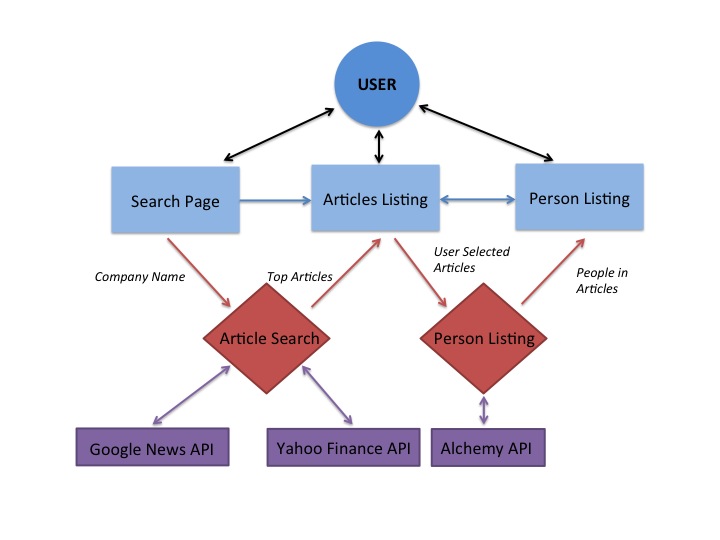 USER
Search Page
Articles Listing
Person Listing
Company Name
Top Articles
User Selected
Articles
People in
Articles
Article Search
Person Listing
Google News API
Yahoo Finance API
Alchemy API